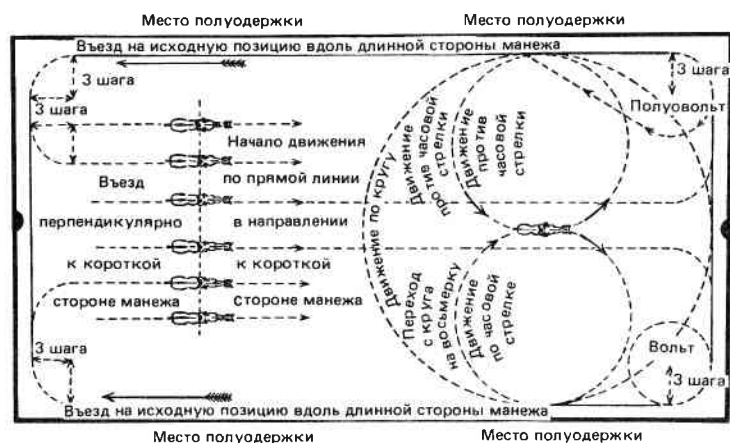 Место полуодержки
Место полуодержки
Въезд на исходную позицию вдоль длинной стороны манежа
3 шага
3 шага
3 шага
Полуовольт
Начало движения
Въезд
по прямой линии
перпендикулярно
в направлении
к короткой
к короткой
стороне манежа
стороне манежа
Движение по кругу
Движение
против часовой
стрелки
Движение
против
часовой
стрелки
Переход
с круга
на восьмерку
Движение
по часовой
стрелке
3 шага
Вольт
3 шага
Въезд на исходную позицию вдоль длинной стороны манежа
Место полуодержки
Место полуодержки